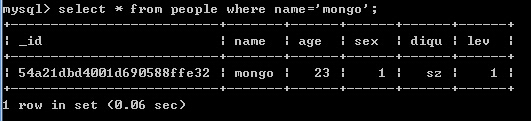 mysql> select * from people where name='mongo';
+--------------------------+-------+------+------+------+------+
| _id                      | name  | age  | sex  | diqu | lev  |
+--------------------------+-------+------+------+------+------+
| 54a21dbd4001d690588ffe32 | mongo |   23 |    1 | sz   |    1 |
+--------------------------+-------+------+------+------+------+
1 row in set (0.06 sec)